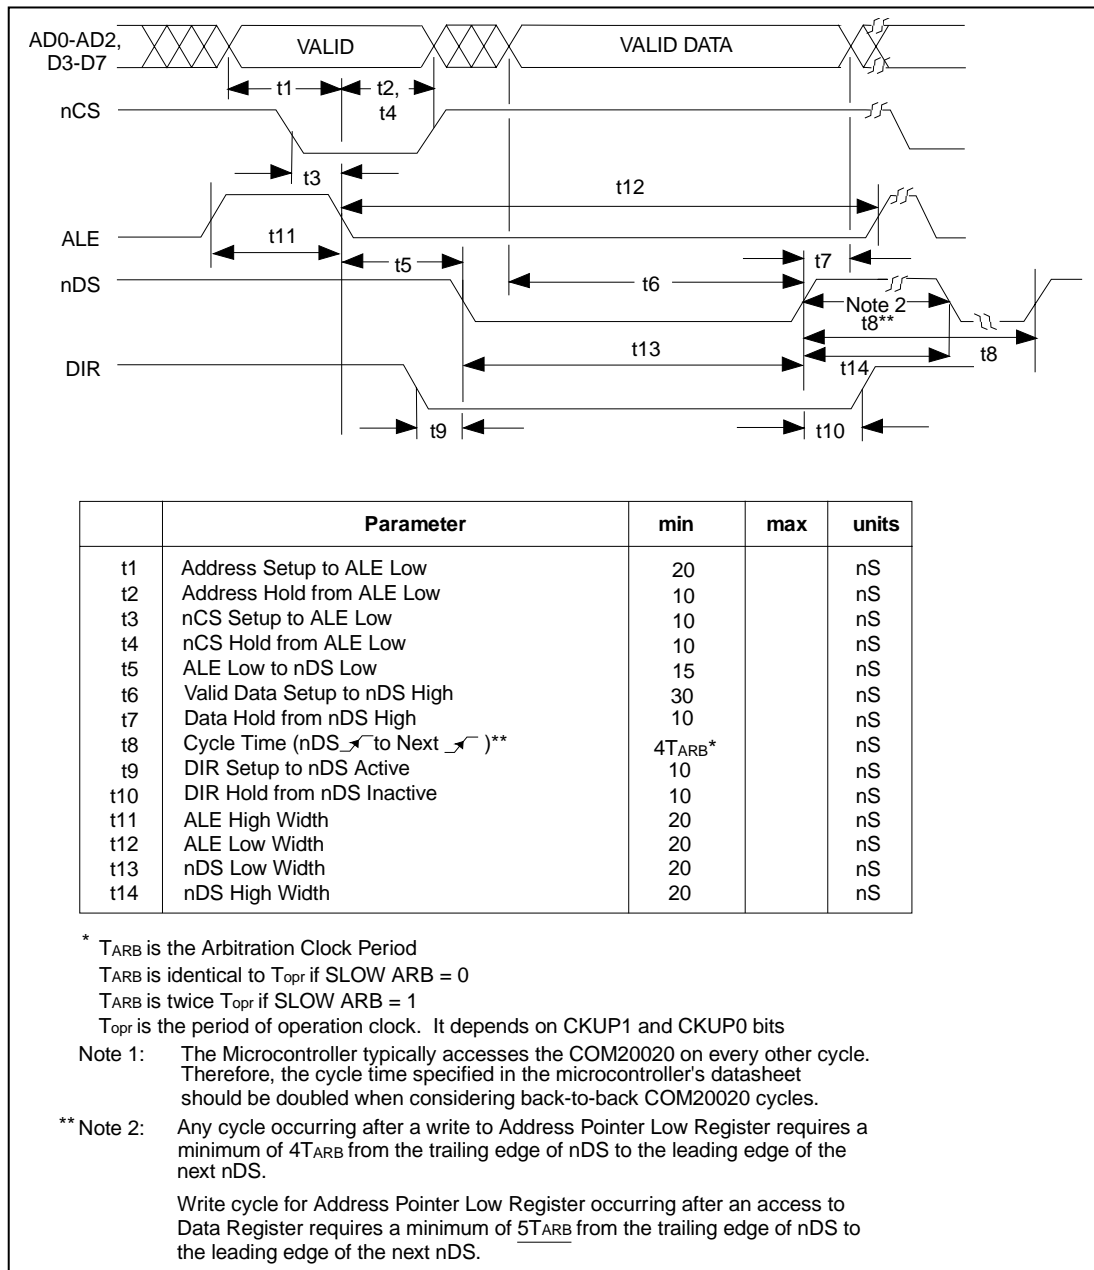 AD0-AD2,
D3-D7
VALID
VALID DATA
t1
t2,
t4
nCS
t3
t12
ALE
t11
t5
t7
nDS
t6
Note 2
t8**
t13
t8
DIR
t14
t9
t10
Parameter min max units
t1 Address Setup to ALE Low 20 nS
t2 Address Hold from ALE Low 10 nS
t3 nCS Setup to ALE Low 10 nS
t4 nCS Hold from ALE Low 10 nS
t5 ALE Low to nDS Low 15 nS
t6 Valid Data Setup to nDS High 30 nS
t7 Data Hold from nDS High 10 nS
t8 Cycle Time (nDS to Next )** 4TARB* nS
t9 DIR Setup to nDS Active 10 nS
t10 DIR Hold from nDS Inactive 10 nS
t11 ALE High Width 20 nS
t12 ALE Low Width 20 nS
t13 nDS Low Width 20 nS
t14 nDS High Width 20 nS
* TARB is the Arbitration Clock Period
TARB is identical to Topr if SLOW ARB = 0
TARB is twice Topr if SLOW ARB = 1
Topr is the period of operation clock. It depends on CKUP1 and CKUP0 bits
Note 1: The Microcontroller typically accesses the COM20020 on every other cycle.
Therefore, the cycle time specified in the microcontroller's datasheet
should be doubled when considering back-to-back COM20020 cycles.
** Note 2: Any cycle occurring after a write to Address Pointer Low Register requires a
minimum of 4TARB from the trailing edge of nDS to the leading edge of the
next nDS.
Write cycle for Address Pointer Low Register occurring after an access to
Data Register requires a minimum of 5TARB from the trailing edge of nDS to
the leading edge of the next nDS.